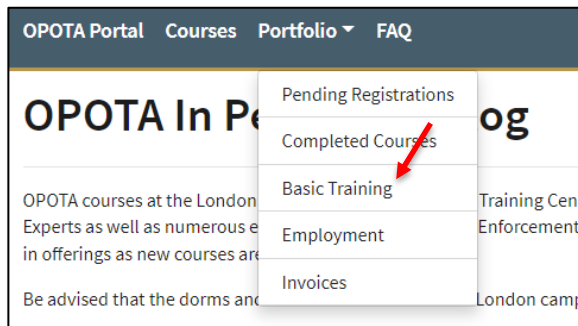 OPOTA Portal Courses Portfolio FAQ
OPOTA In Pe og
Pending Registrations
Completed Courses
Basic Training
Employment
Invoices
OPOTA courses at the London Training Cen
Experts as well as numerous e Enforcement
in offerings as new courses are
Be advised that the dorms and London camp